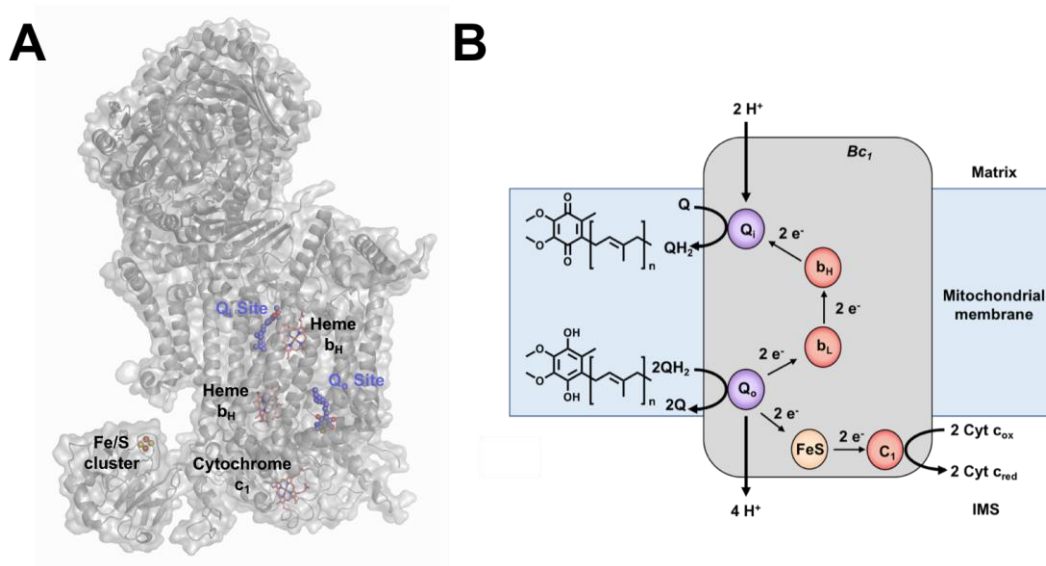 A
B
Qi Site
Heme
bH
Qo Site
Heme
bH
Fe/S
cluster
Cytochrome
c1
2 H+
Bc1
Matrix
Q
QH2
Qi
2 e-
bH
O
O
O
O
n
2 e-
Mitochondrial
membrane
bL
2 e-
OH
O
O
OH
n
2QH2
2Q
Qo
2 e-
FeS
2 e-
C1
2 Cyt cox
2 Cyt cred
4 H+
IMS